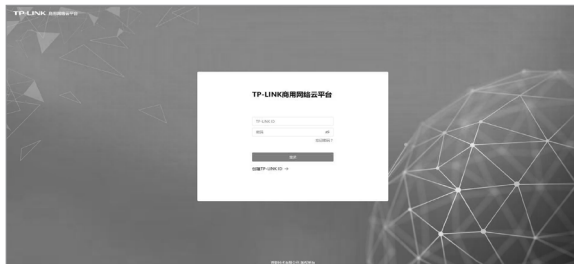 TP-LINK 商用网络云平台
TP-LINK商用网络云平台
TP-LINK ID
密码
忘记密码?
登录
创建TP-LINK ID →